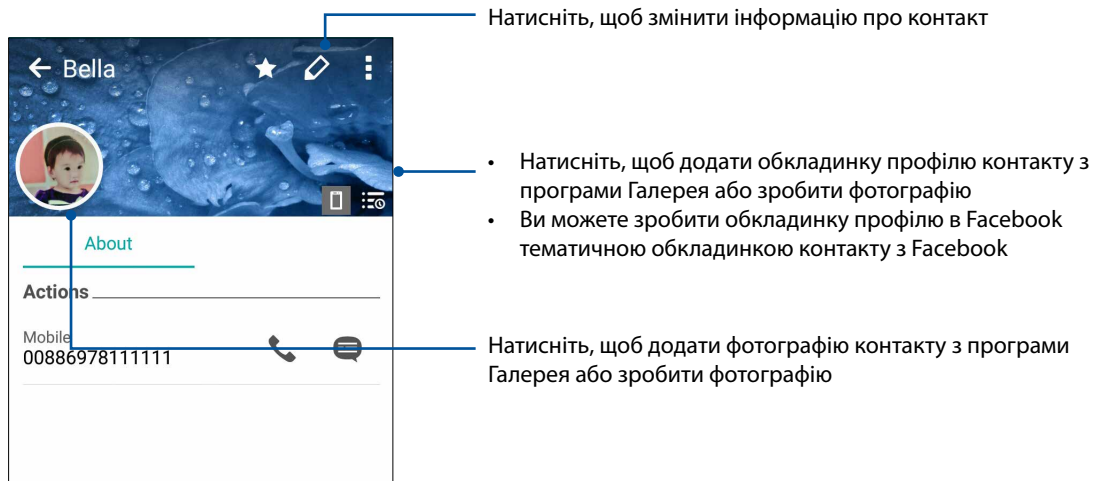 Натисніть, щоб змінити інформацію про контакт
Bella
• Натисніть, щоб додати обкладинку профілю контакту з
програми Галерея або зробити фотографію
• Ви можете зробити обкладинку профілю в Facebook
тематичною обкладинкою контакту з Facebook
About
Actions
Mobile
00886978111111
Натисніть, щоб додати фотографію контакту з програми
Галерея або зробити фотографію